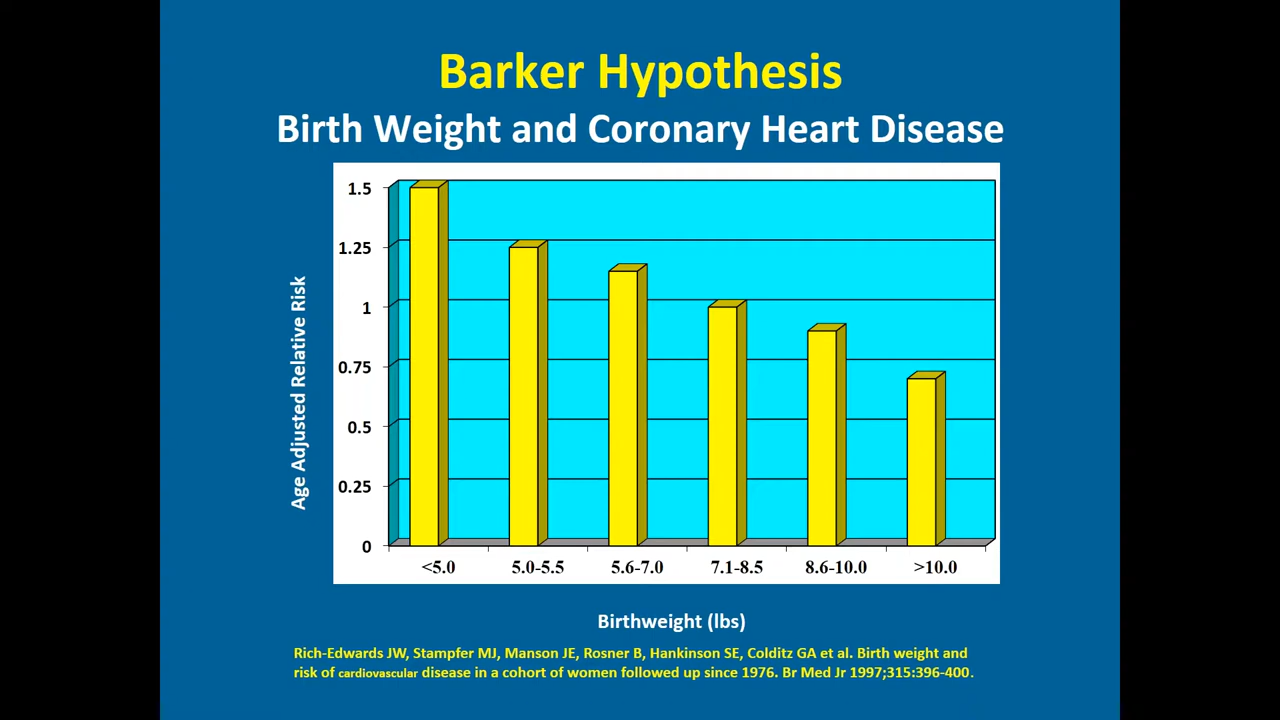 Barker Hypothesis
Birth Weight and Coronary Heart Disease
Age Adjusted Relative Risk
1.5
1.25
1
0.75
0.5
0.25
0
<5.0 5.0-5.5 5.6-7.0 7.1-8.5 8.6-10.0 >10.0
Birthweight (lbs)
Rich-Edwards JW, Stampfer MJ, Manson JE, Rosner B, Hankinson SE, Colditz GA et al. Birth weight and
risk of cardiovascular disease in a cohort of women followed up since 1976. Br Med Jr 1997;315:396-400.